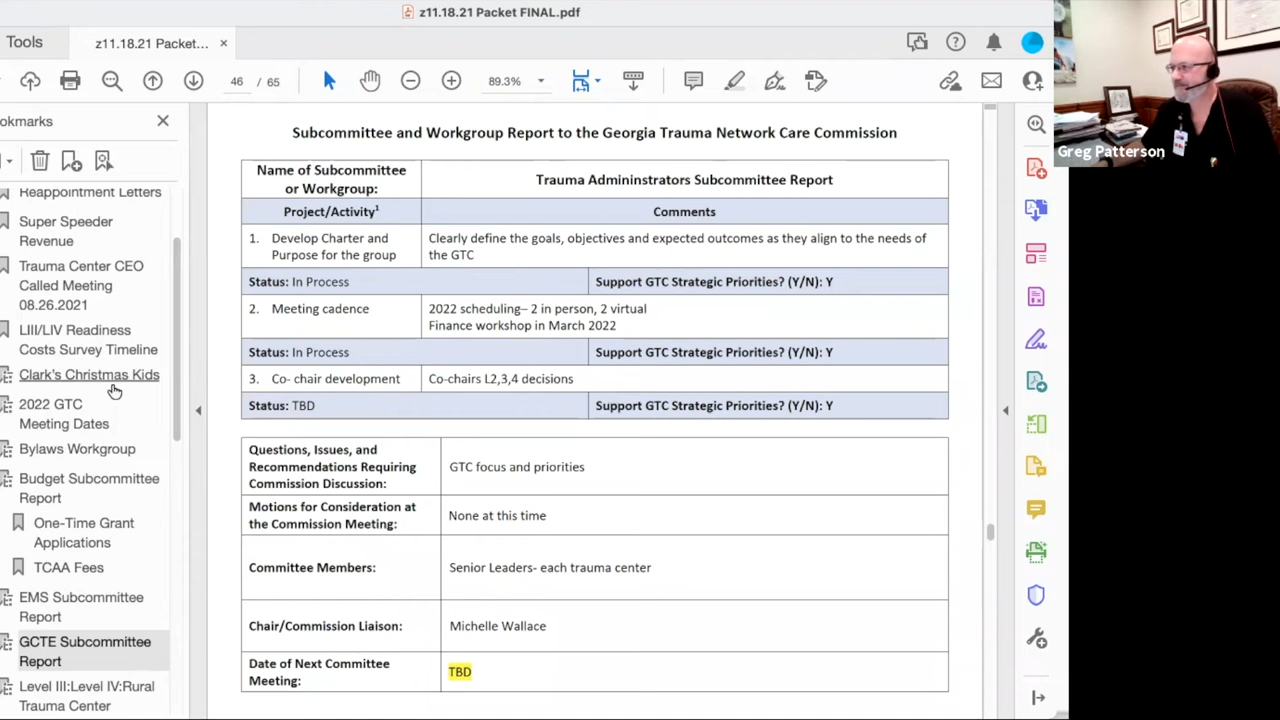 z11.18.21 Packet FINAL.pdf
Tools
z11.18.21 Packet... ×
46 / 65
89.3%
okmarks
Reappointment Letters
Super Speeder
Revenue
Trauma Center CEO
Called Meeting
08.26.2021
LIII/LIV Readiness
Costs Survey Timeline
Clark's Christmas Kids
2022 GTC
Meeting Dates
Bylaws Workgroup
Budget Subcommittee
Report
One-Time Grant
Applications
TCAA Fees
EMS Subcommittee
Report
GCTE Subcommittee
Report
Level III:Level IV:Rural
Trauma Center
Subcommittee and Workgroup Report to the Georgia Trauma Network Care Commission
Name of Subcommittee
or Workgroup:
Trauma Admininstrators Subcommittee Report
Project/Activity¹
Comments
1. Develop Charter and
Purpose for the group
Clearly define the goals, objectives and expected outcomes as they align to the needs of
the GTC
Status: In Process
Support GTC Strategic Priorities? (Y/N): Y
2. Meeting cadence
2022 scheduling– 2 in person, 2 virtual
Finance workshop in March 2022
Status: In Process
Support GTC Strategic Priorities? (Y/N): Y
3. Co- chair development
Co-chairs L2,3,4 decisions
Status: TBD
Support GTC Strategic Priorities? (Y/N): Y
Questions, Issues, and
Recommendations Requiring
Commission Discussion:
GTC focus and priorities
Motions for Consideration at
the Commission Meeting:
None at this time
Committee Members:
Senior Leaders- each trauma center
Chair/Commission Liaison:
Michelle Wallace
Date of Next Committee
Meeting:
TBD
Greg Patterson